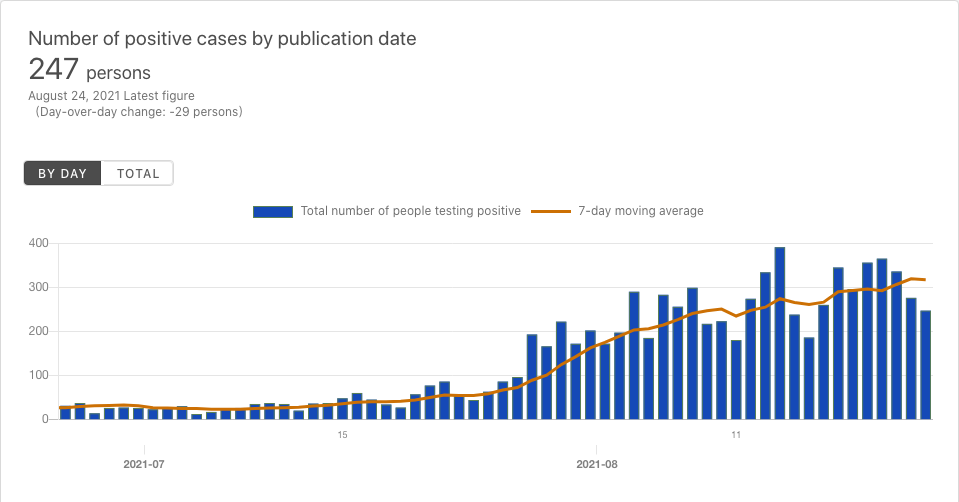 Number of positive cases by publication date
247 persons
August 24, 2021 Latest figure
(Day-over-day change: -29 persons)
BY DAY TOTAL
Total number of people testing positive 7-day moving average
400
300
200
100
0
15 11
2021-07 2021-08